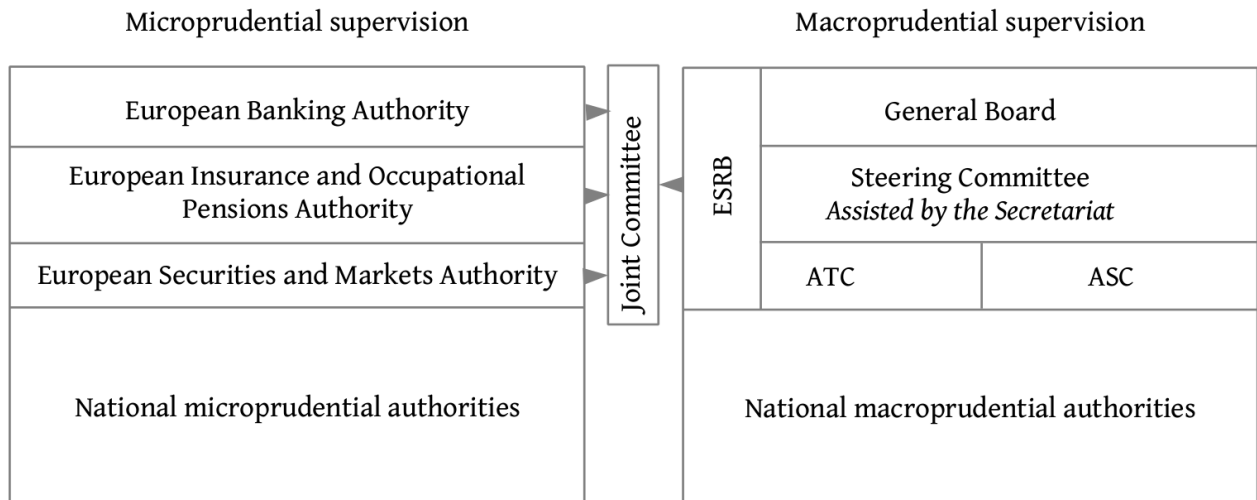 Microprudential supervision
Macroprudential supervision
European Banking Authority
European Insurance and Occupational
Pensions Authority
European Securities and Markets Authority
National microprudential authorities
Joint Committee
ESRB
General Board
Steering Committee
Assisted by the Secretariat
ATC
ASC
National macroprudential authorities